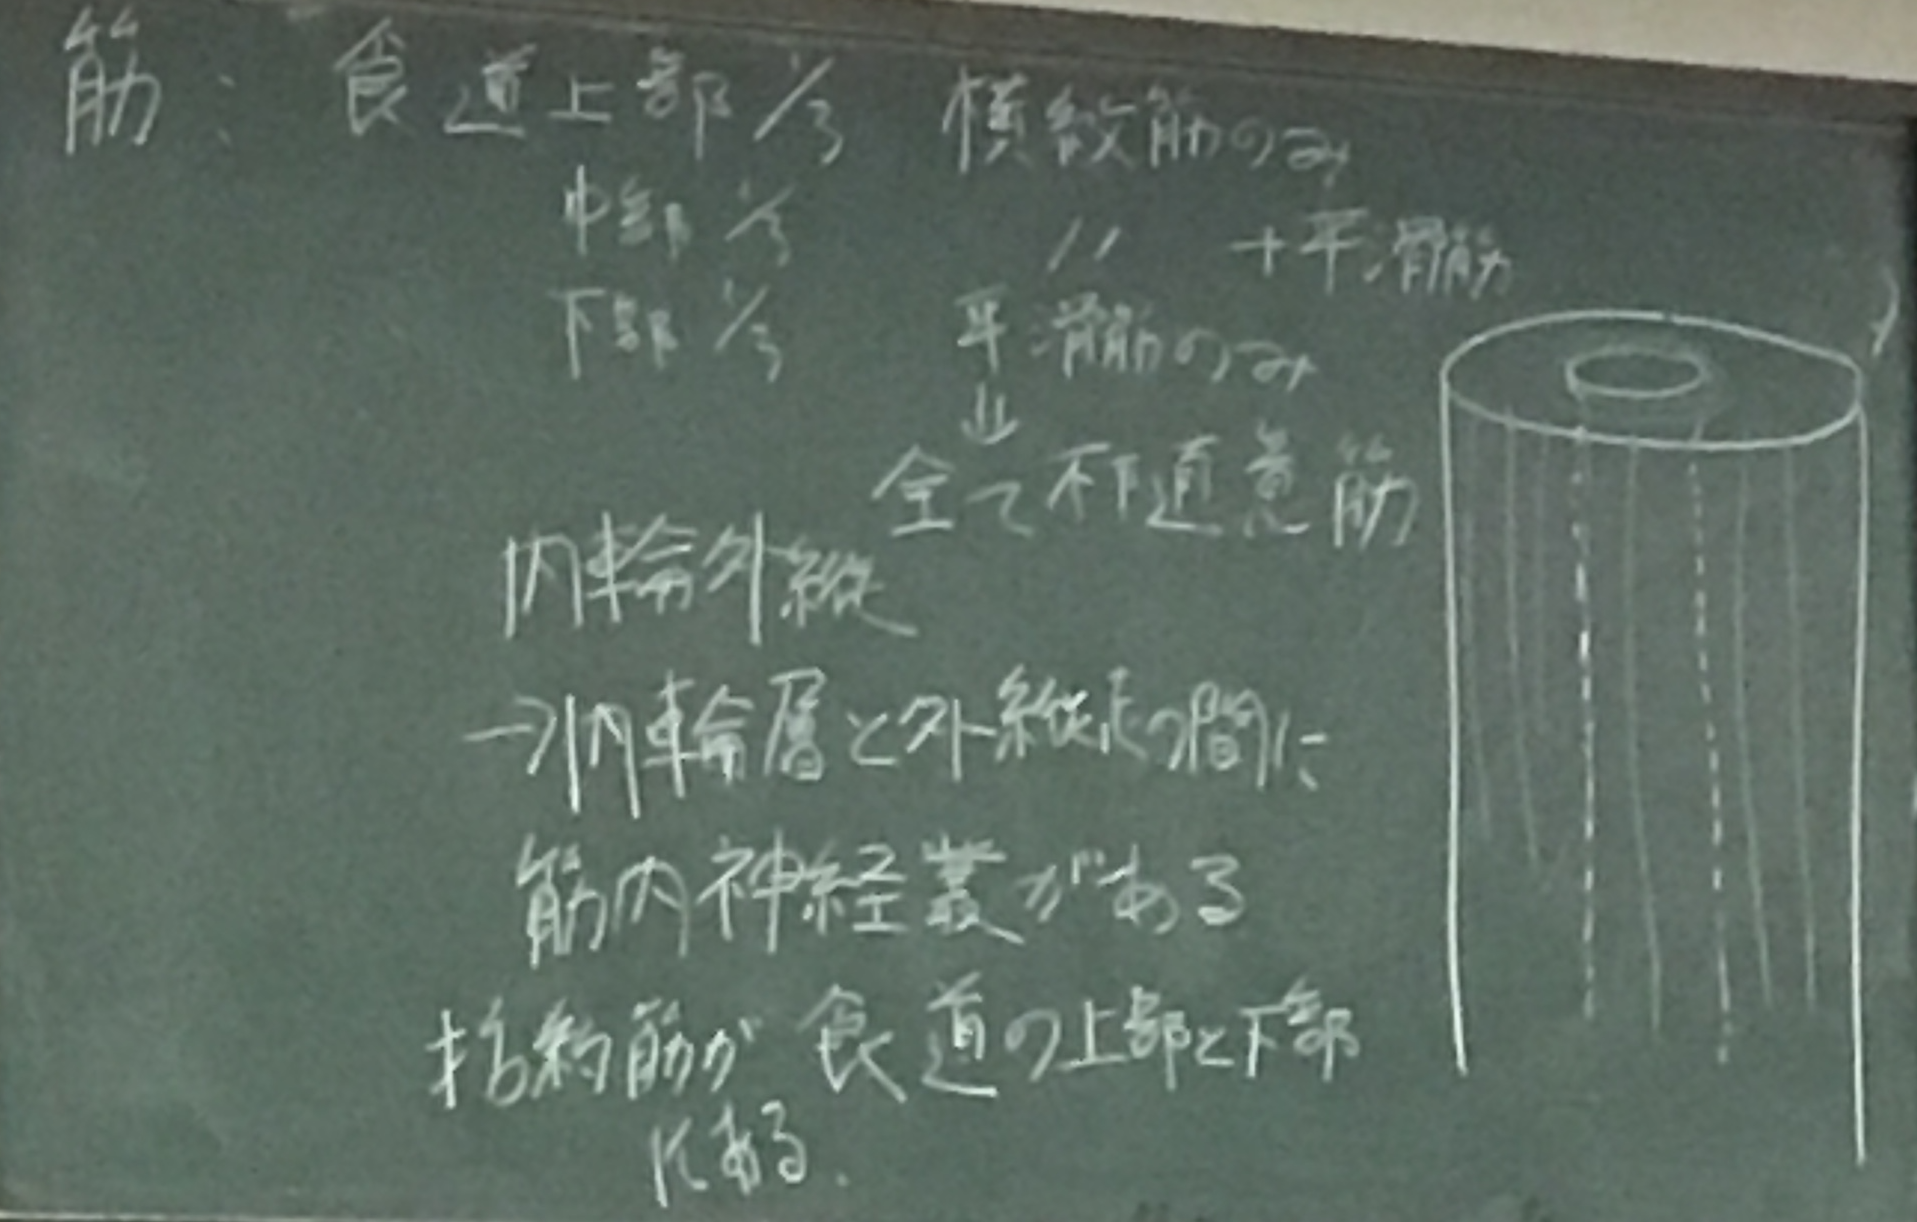 筋: 食道上部 1/3 横紋筋のみ
中部 1/3 〃 +平滑筋
下部 1/3 平滑筋のみ
↓
全て不随意筋
内輪外縦
→内輪層と外縦走の間に
筋内神経叢がある
括約筋が食道の上部と下部
にある.